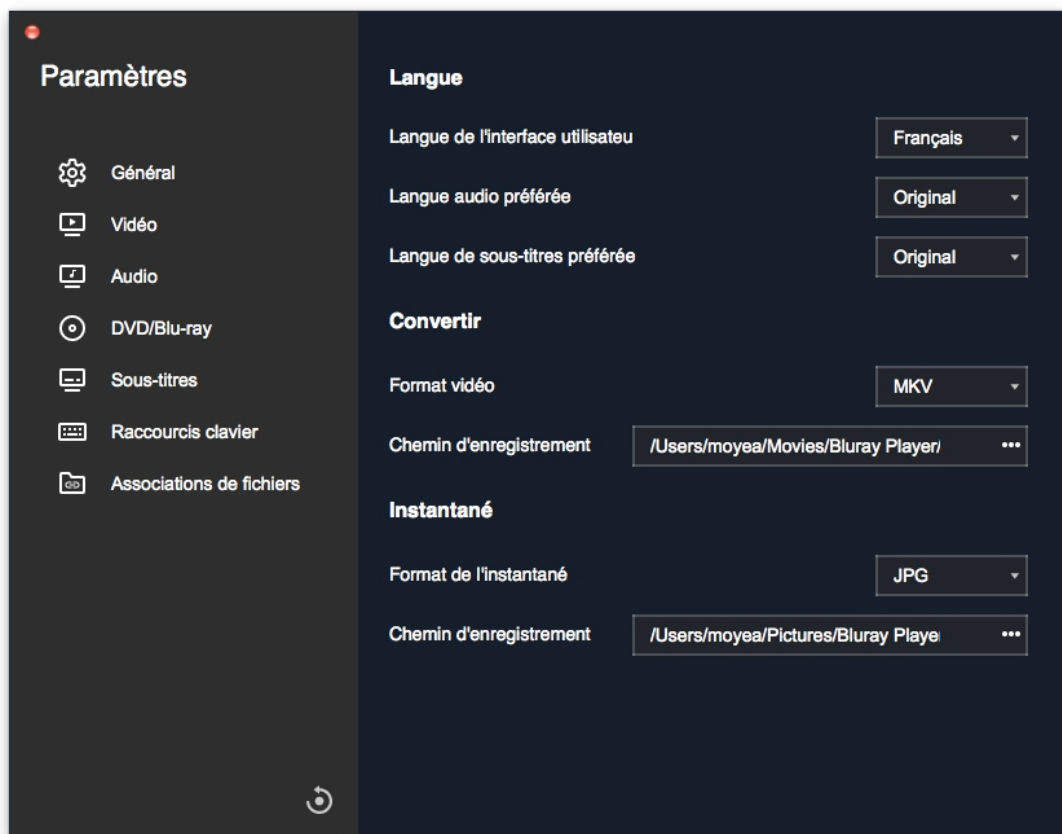 Paramètres
Général
Vidéo
Audio
DVD/Blu-ray
Sous-titres
Raccourcis clavier
Associations de fichiers
Langue
Langue de l'interface utilisateu
Français
Langue audio préférée
Original
Langue de sous-titres préférée
Original
Convertir
Format vidéo
MKV
Chemin d'enregistrement
/Users/moyea/Movies/Bluray Player/
•••
Instantané
Format de l'instantané
JPG
Chemin d'enregistrement
/Users/moyea/Pictures/Bluray Playe
•••